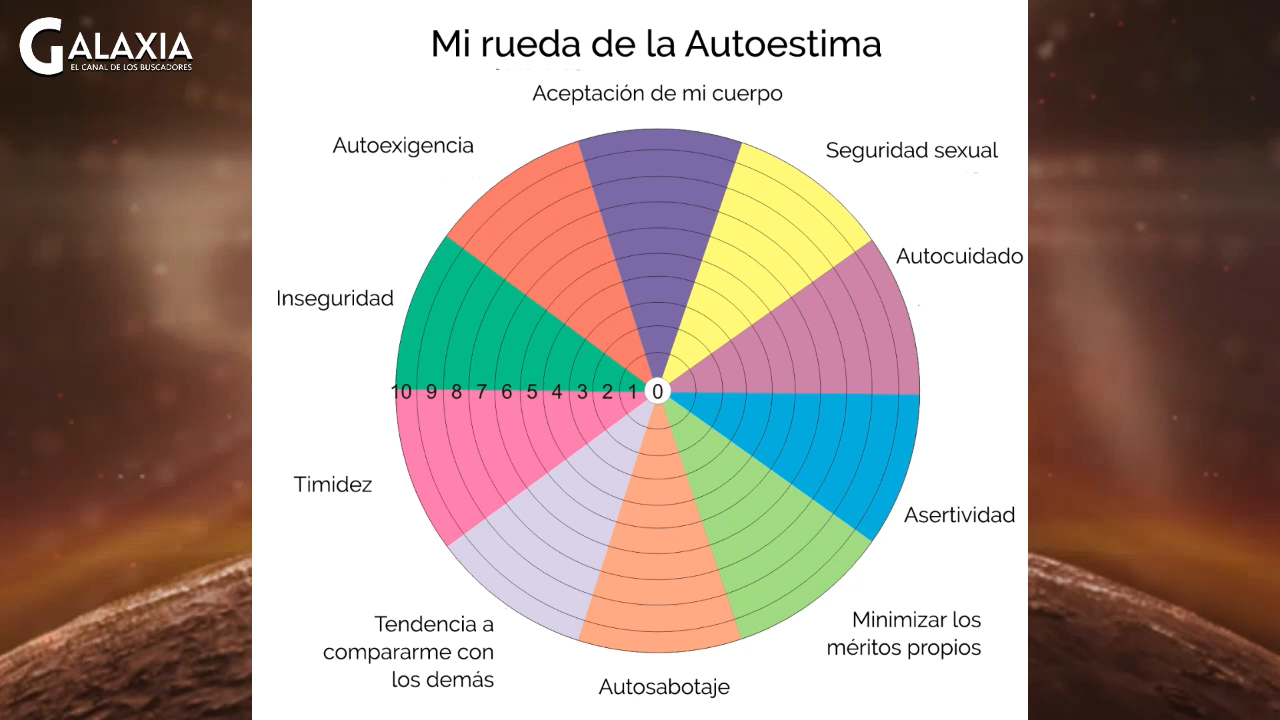 GALAXIA
EL CANAL DE LOS BUSCADORES
Mi rueda de la Autoestima
Aceptación de mi cuerpo
Autoexigencia
Seguridad sexual
Autocuidado
Inseguridad
10 9 8 7 6 5 4 3 2 1 0
Timidez
Asertividad
Tendencia a
compararme con
los demás
Minimizar los
méritos propios
Autosabotaje